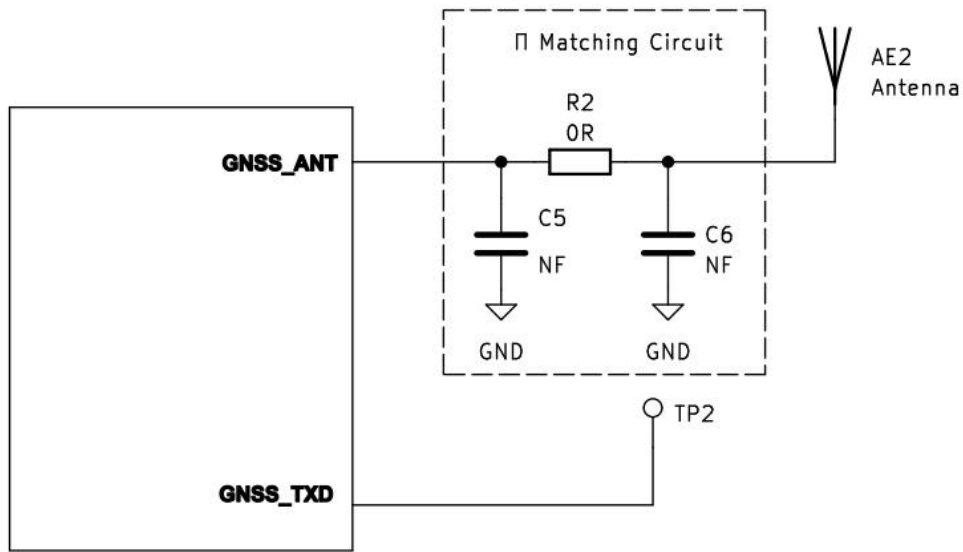 Π Matching Circuit
AE2
Antenna
R2
0R
GNSS_ANT
C5
NF
C6
NF
GND
GND
TP2
GNSS_TXD